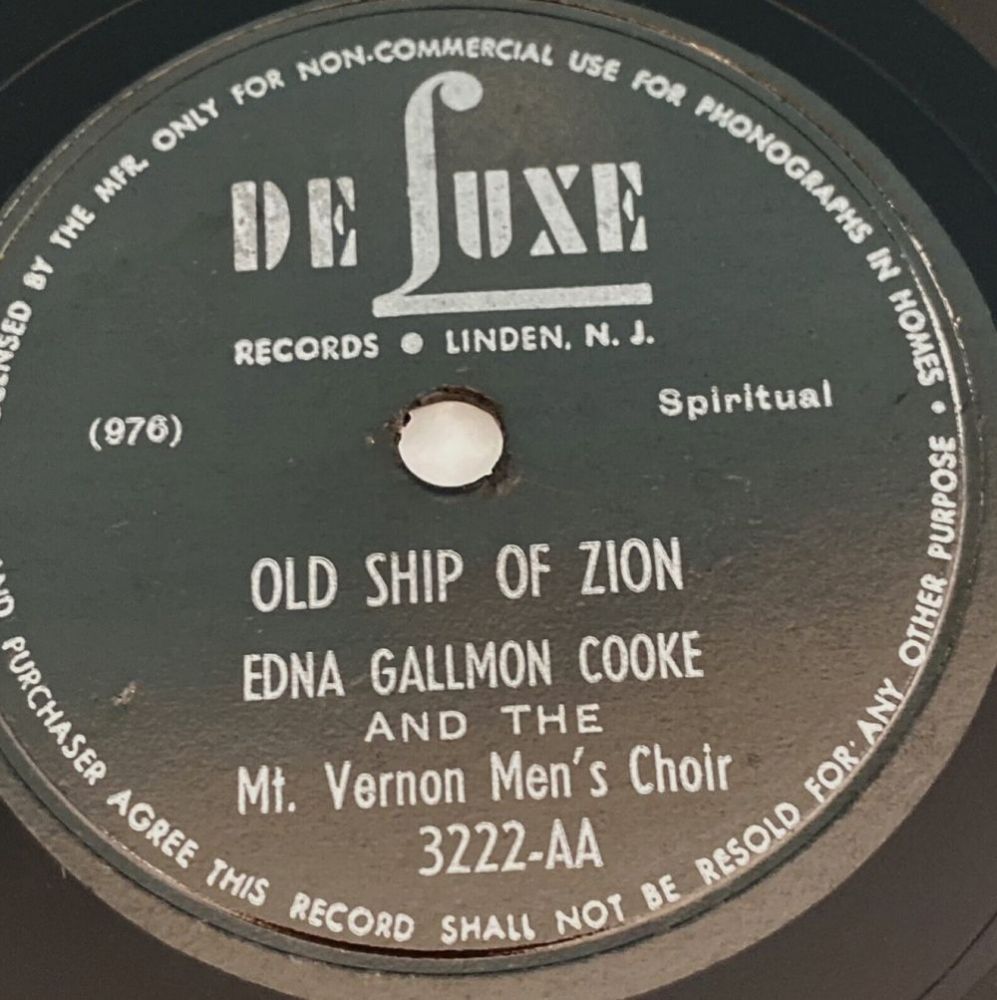 BY THE MFR. ONLY FOR NON-COMMERCIAL USE FOR PHONOGRAPHS IN HOMES •
DE LUXE
RECORDS • LINDEN, N. J.
(976)
Spiritual
OLD SHIP OF ZION
EDNA GALLMON COOKE
AND THE
Mt. Vernon Men's Choir
3222-AA
PURCHASER AGREE THIS RECORD SHALL NOT BE RESOLD FOR ANY OTHER PURPOSE